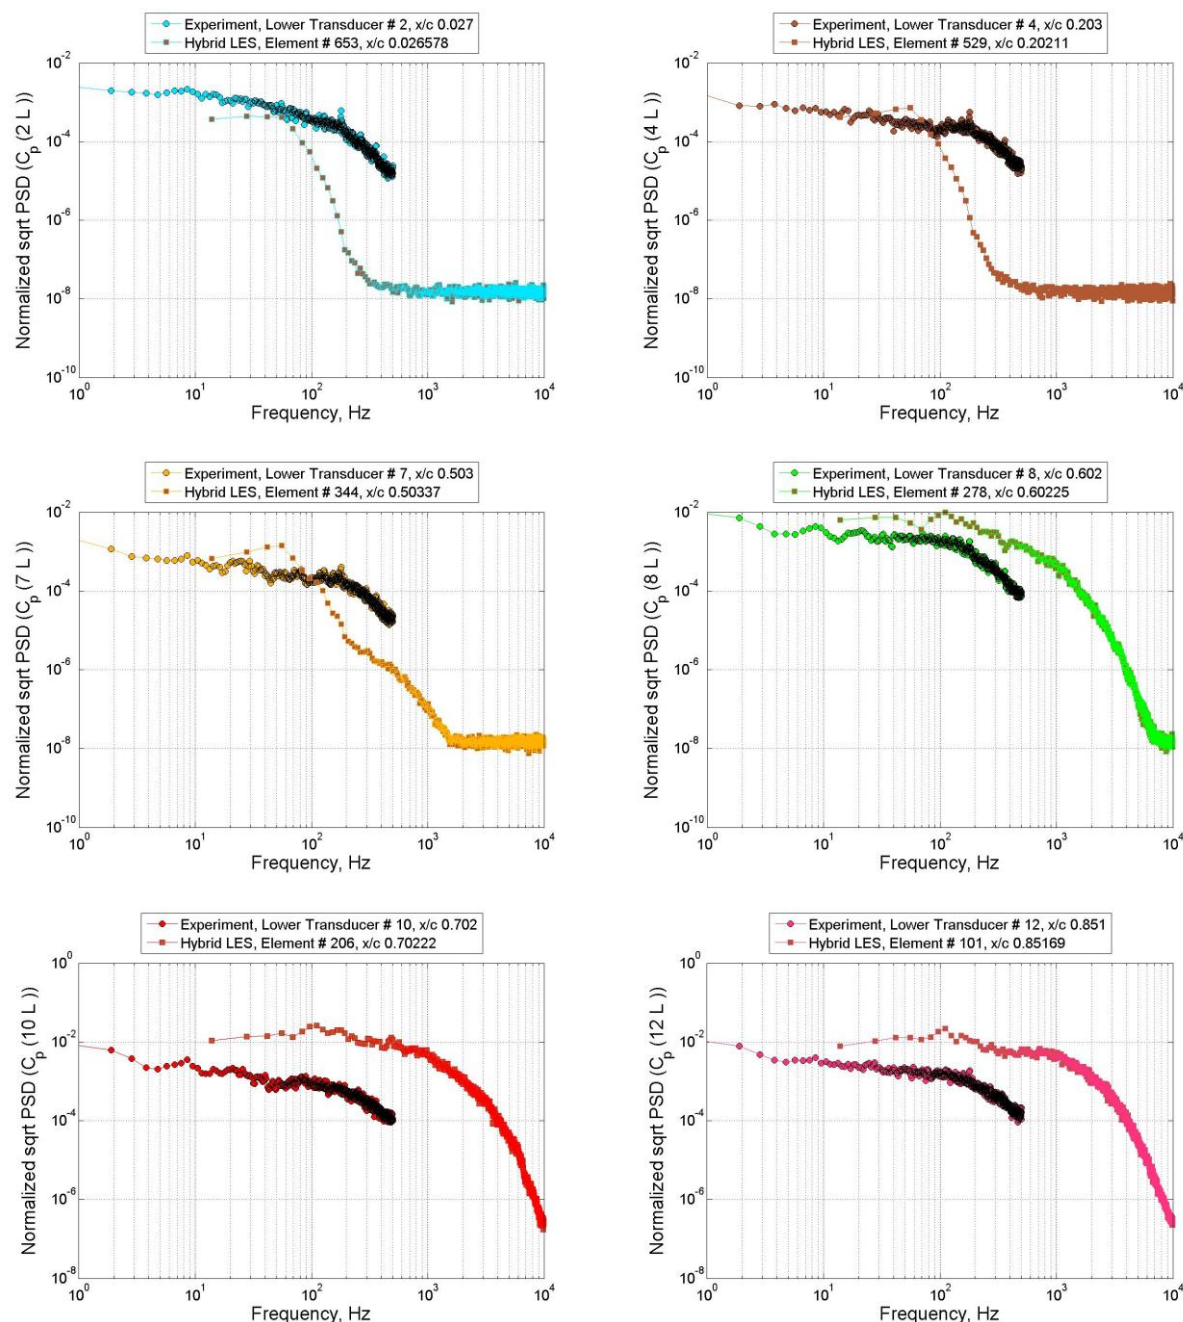 Experiment, Lower Transducer # 2, x/c 0.027
Hybrid LES, Element # 653, x/c 0.026578
Normalized sqrt PSD (C_p (2 L ))
10^-2
10^-4
10^-6
10^-8
10^-10
10^0 10^1 10^2 10^3 10^4
Frequency, Hz
Experiment, Lower Transducer # 4, x/c 0.203
Hybrid LES, Element # 529, x/c 0.20211
Normalized sqrt PSD (C_p (4 L ))
10^-2
10^-4
10^-6
10^-8
10^-10
10^0 10^1 10^2 10^3 10^4
Frequency, Hz
Experiment, Lower Transducer # 7, x/c 0.503
Hybrid LES, Element # 344, x/c 0.50337
Normalized sqrt PSD (C_p (7 L ))
10^-2
10^-4
10^-6
10^-8
10^-10
10^0 10^1 10^2 10^3 10^4
Frequency, Hz
Experiment, Lower Transducer # 8, x/c 0.602
Hybrid LES, Element # 278, x/c 0.60225
Normalized sqrt PSD (C_p (8 L ))
10^-2
10^-4
10^-6
10^-8
10^-10
10^0 10^1 10^2 10^3 10^4
Frequency, Hz
Experiment, Lower Transducer # 10, x/c 0.702
Hybrid LES, Element # 206, x/c 0.70222
Normalized sqrt PSD (C_p (10 L ))
10^0
10^-2
10^-4
10^-6
10^-8
10^0 10^1 10^2 10^3 10^4
Frequency, Hz
Experiment, Lower Transducer # 12, x/c 0.851
Hybrid LES, Element # 101, x/c 0.85169
Normalized sqrt PSD (C_p (12 L ))
10^0
10^-2
10^-4
10^-6
10^-8
10^0 10^1 10^2 10^3 10^4
Frequency, Hz